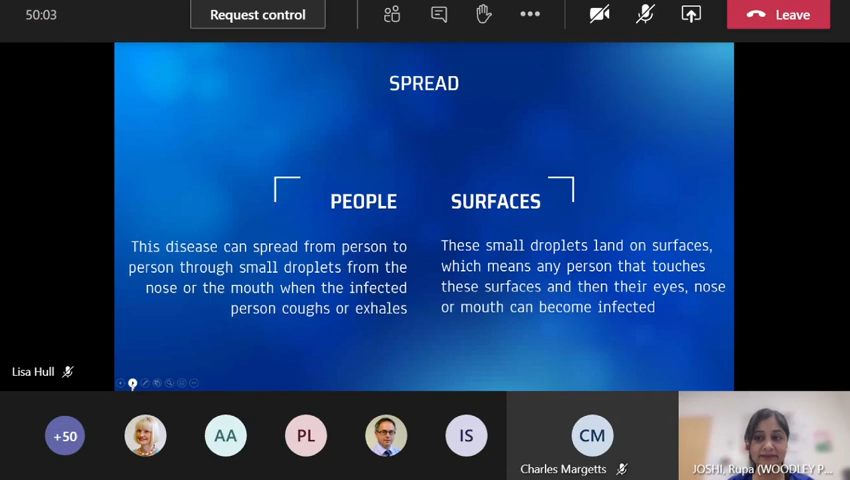 50:03
Request control
Leave
SPREAD
PEOPLE
This disease can spread from person to
person through small droplets from the
nose or the mouth when the infected
person coughs or exhales
SURFACES
These small droplets land on surfaces,
which means any person that touches
these surfaces and then their eyes, nose
or mouth can become infected
Lisa Hull
+50
AA
PL
IS
CM
Charles Margetts
JOSHI, Rupa (WOODLEY P...